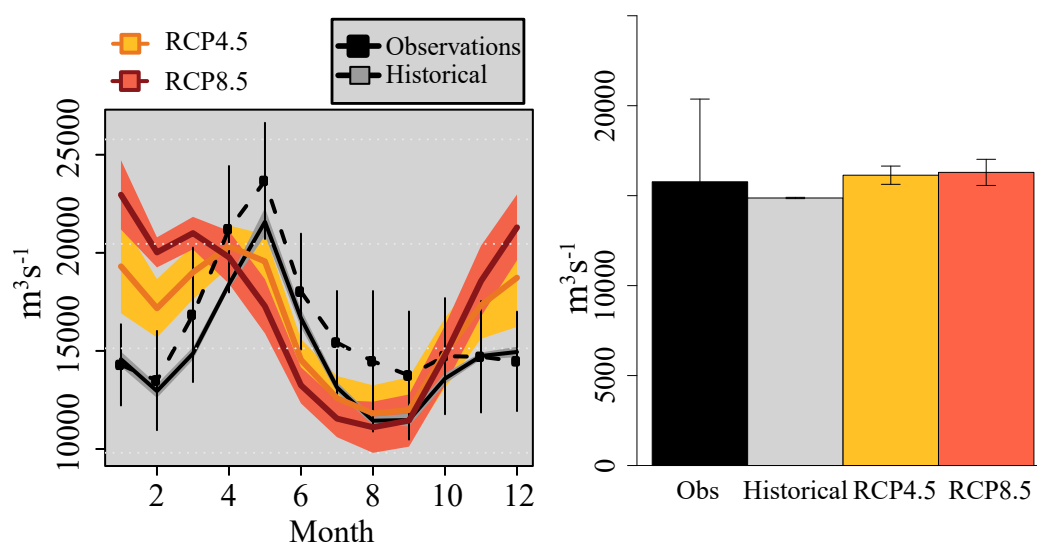 RCP4.5
RCP8.5
Observations
Historical
m³s⁻¹
25000
20000
15000
10000
2
4
6
8
10
12
Month
m³s⁻¹
20000
10000
5000
0
Obs
Historical
RCP4.5
RCP8.5